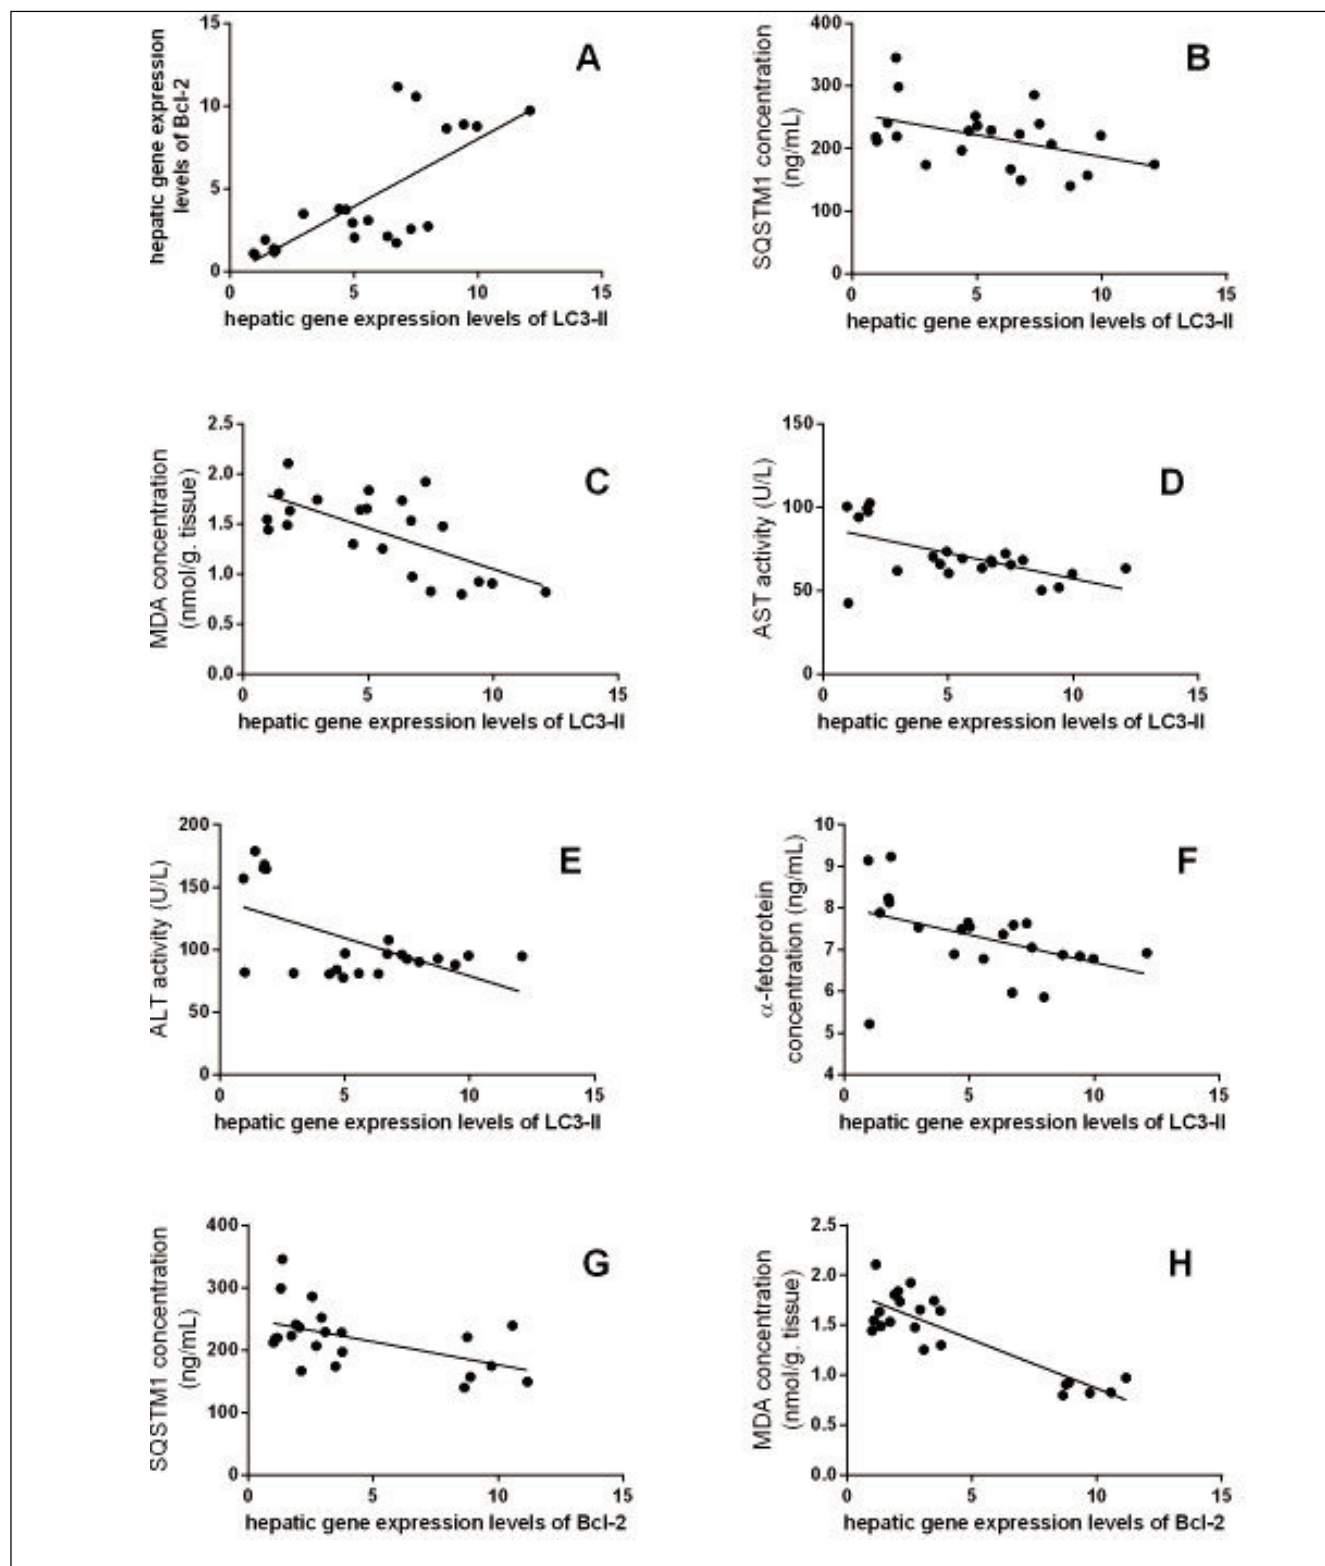 A
hepatic gene expression
levels of Bcl-2
15
10
5
0
0 5 10 15
hepatic gene expression levels of LC3-II
B
SQSTM1 concentration
(ng/mL)
400
300
200
100
0
0 5 10 15
hepatic gene expression levels of LC3-II
C
MDA concentration
(nmol/g. tissue)
2.5
2.0
1.5
1.0
0.5
0.0
0 5 10 15
hepatic gene expression levels of LC3-II
D
AST activity (U/L)
150
100
50
0
0 5 10 15
hepatic gene expression levels of LC3-II
E
ALT activity (U/L)
200
150
100
50
0
0 5 10 15
hepatic gene expression levels of LC3-II
F
α-fetoprotein
concentration (ng/mL)
10
9
8
7
6
5
4
0 5 10 15
hepatic gene expression levels of LC3-II
G
SQSTM1 concentration
(ng/mL)
400
300
200
100
0
0 5 10 15
hepatic gene expression levels of Bcl-2
H
MDA concentration
(nmol/g. tissue)
2.5
2.0
1.5
1.0
0.5
0.0
0 5 10 15
hepatic gene expression levels of Bcl-2